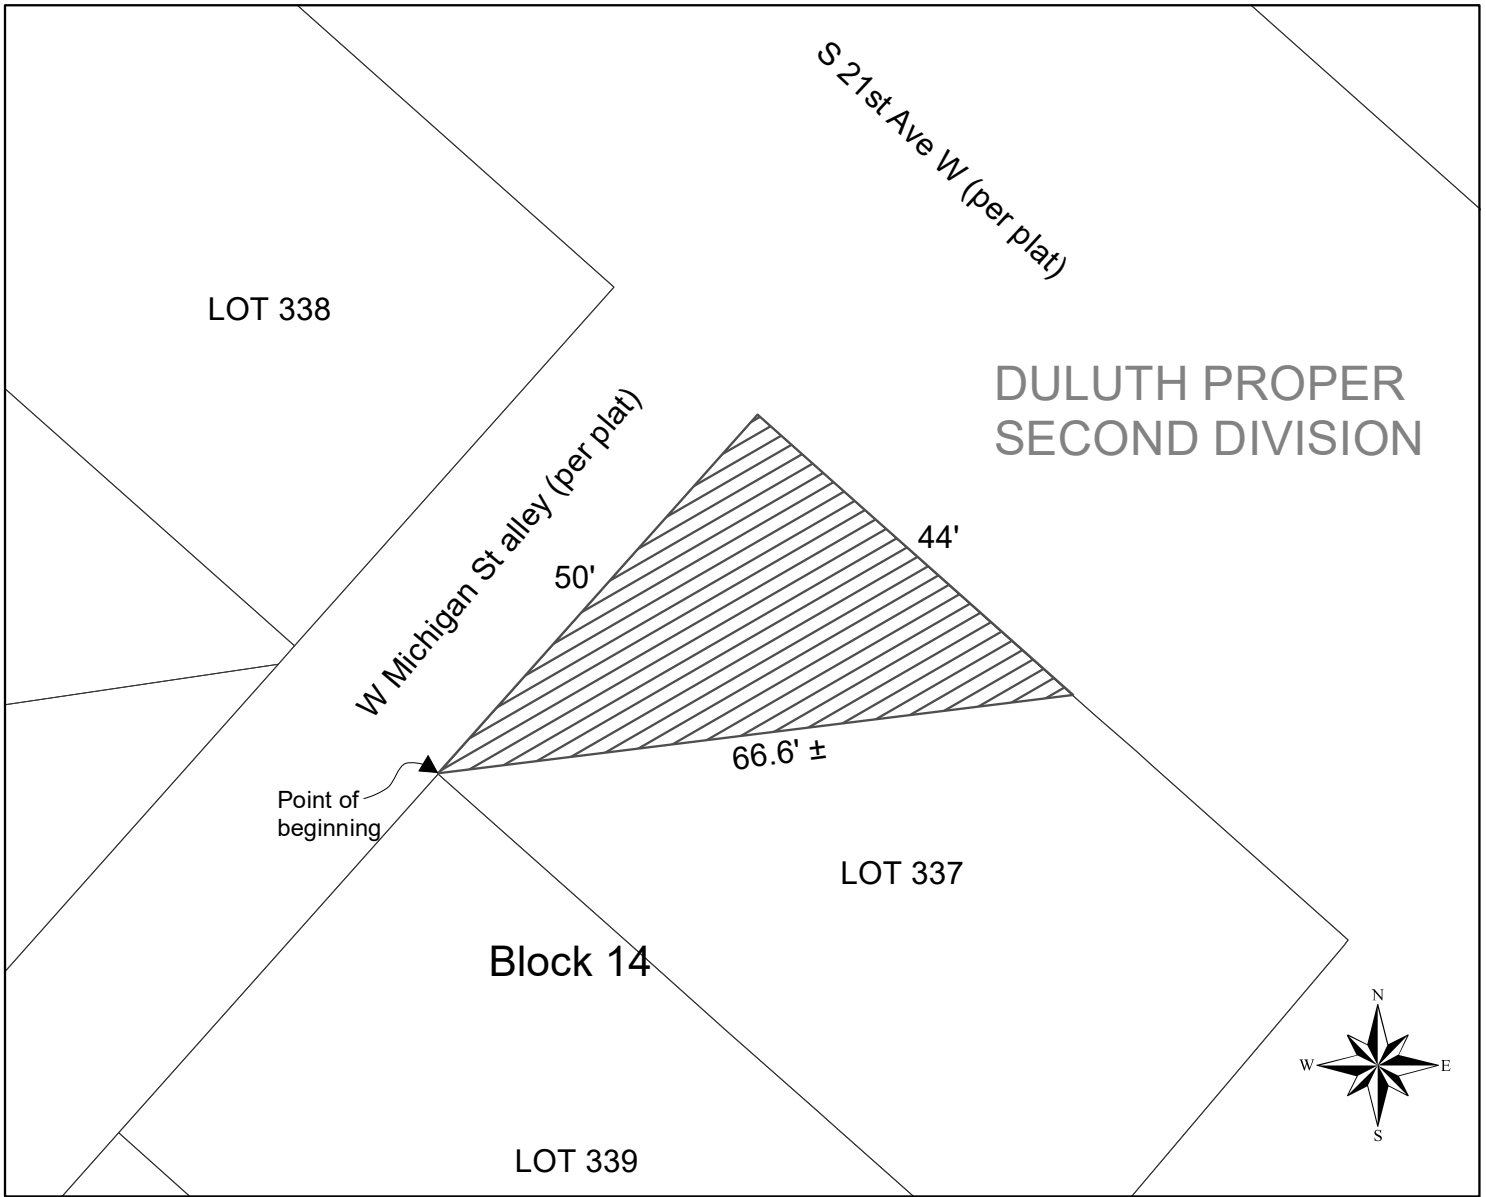 S 21st Ave W (per plat)
LOT 338
DULUTH PROPER
SECOND DIVISION
W Michigan St alley (per plat)
44'
50'
66.6' ±
Point of
beginning
LOT 337
Block 14
LOT 339
N
W
E
S